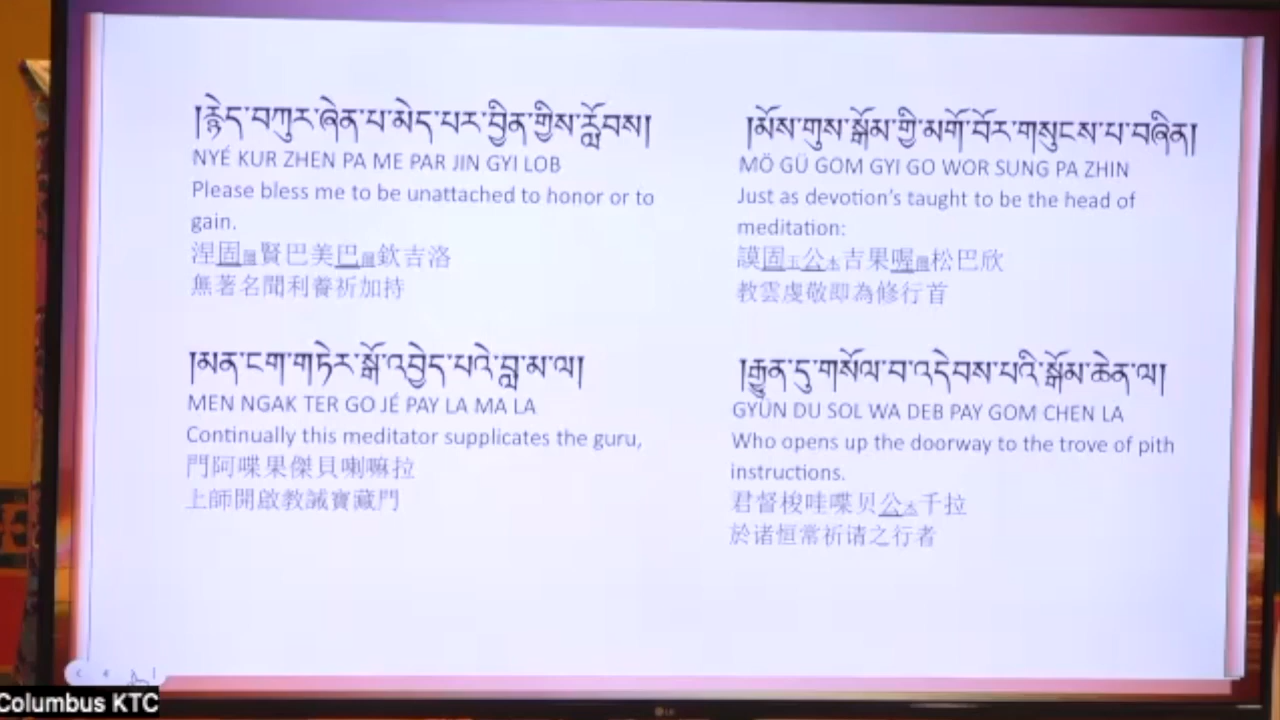 །རྙེད་བཀུར་ཞེན་པ་མེད་པར་བྱིན་གྱིས་རློབས།
NYÉ KUR ZHEN PA ME PAR JIN GYI LOB
Please bless me to be unattached to honor or to
gain.
涅固賢巴美巴欽吉洛
無著名聞利養祈加持
།མན་ངག་གཏེར་སྒོ་འབྱེད་པའི་བླ་མ་ལ།
MEN NGAK TER GO JÉ PAY LA MA LA
Continually this meditator supplicates the guru,
門阿喋果傑貝喇嘛拉
上師開啟教誡寶藏門
།མོས་གུས་སྒོམ་གྱི་མགོ་བོར་གསུངས་པ་བཞིན།
MÖ GÜ GOM GYI GO WOR SUNG PA ZHIN
Just as devotion's taught to be the head of
meditation:
謨固玉公木吉果喔松巴欣
教雲虔敬即為修行首
།རྒྱུན་དུ་གསོལ་བ་འདེབས་པའི་སྒོམ་ཆེན་ལ།
GYÜN DU SOL WA DEB PAY GOM CHEN LA
Who opens up the doorway to the trove of pith
instructions.
君督梭哇喋贝公木千拉
於诸恒常祈请之行者
Columbus KTC
LG